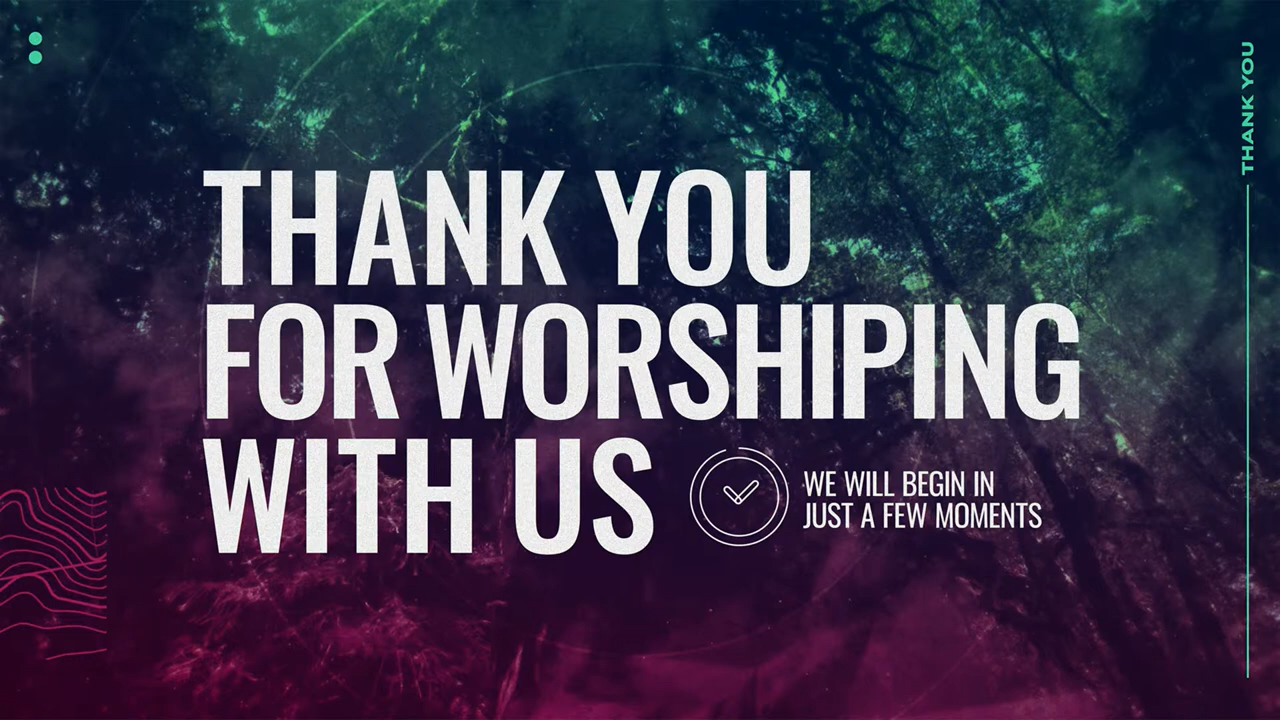 THANK YOU
FOR WORSHIPING
WITH US
WE WILL BEGIN IN
JUST A FEW MOMENTS
THANK YOU